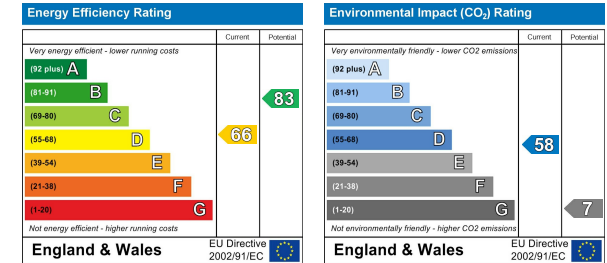 Energy Efficiency Rating
Current Potential
Very energy efficient - lower running costs
(92 plus) A
(81-91) B
83
(69-80) C
66
(55-68) D
(39-54) E
(21-38) F
(1-20) G
Not energy efficient - higher running costs
England & Wales
EU Directive
2002/91/EC
Environmental Impact (CO₂) Rating
Current Potential
Very environmentally friendly - lower CO2 emissions
(92 plus) A
(81-91) B
(69-80) C
(55-68) D
58
(39-54) E
(21-38) F
(1-20) G
7
Not environmentally friendly - higher CO2 emissions
England & Wales
EU Directive
2002/91/EC